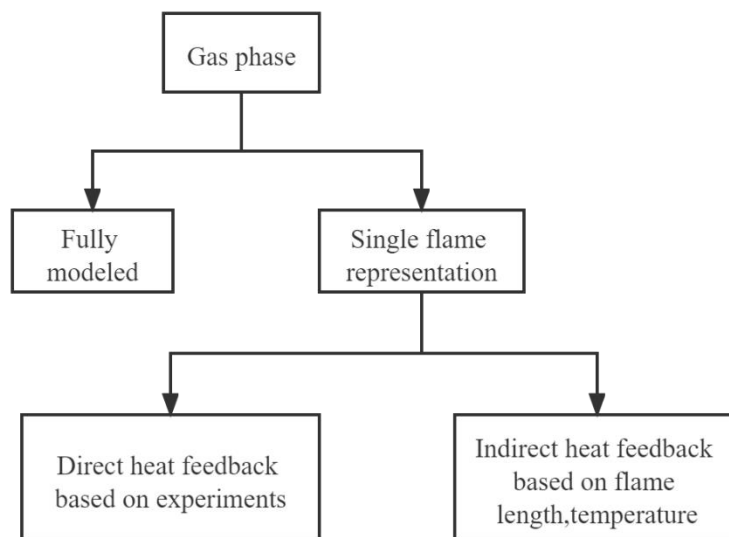 Gas phase
Fully
modeled
Single flame
representation
Direct heat feedback
based on experiments
Indirect heat feedback
based on flame
length,temperature